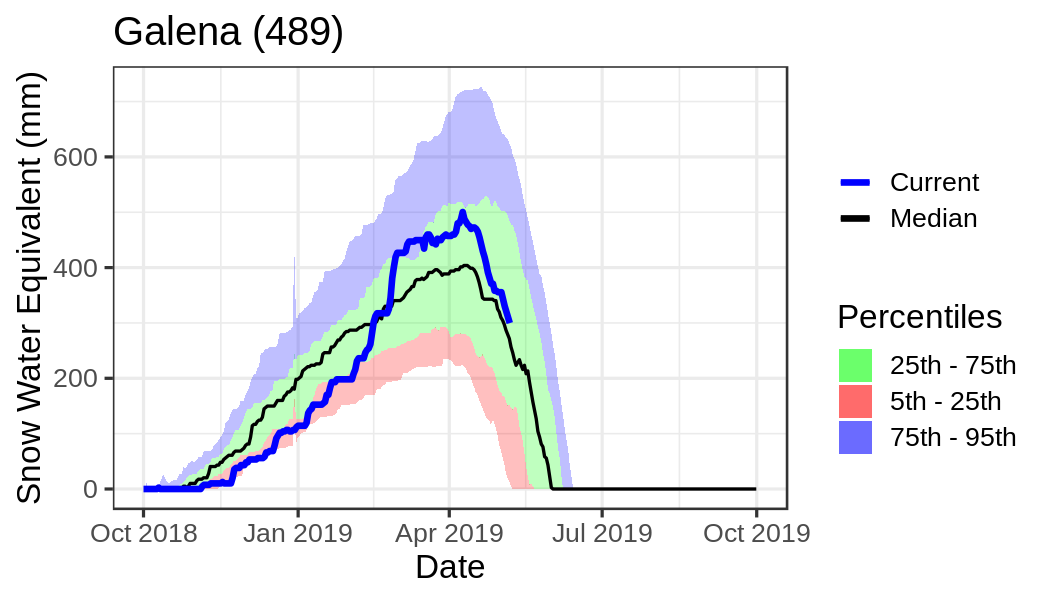 Galena (489)
Snow Water Equivalent (mm)
600
400
200
0
Oct 2018
Jan 2019
Apr 2019
Jul 2019
Oct 2019
Date
Current
Median
Percentiles
25th - 75th
5th - 25th
75th - 95th